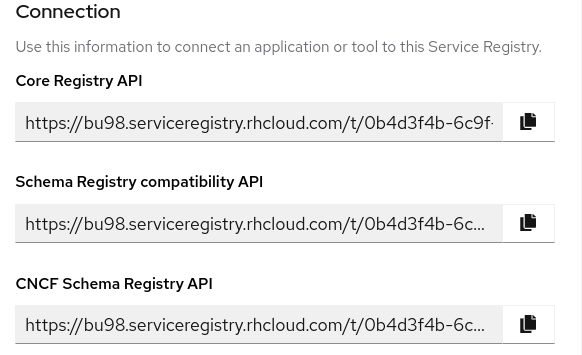 Connection
Use this information to connect an application or tool to this Service Registry.
Core Registry API
https://bu98.serviceregistry.rhcloud.com/t/0b4d3f4b-6c9f-
Schema Registry compatibility API
https://bu98.serviceregistry.rhcloud.com/t/0b4d3f4b-6c...
CNCF Schema Registry API
https://bu98.serviceregistry.rhcloud.com/t/0b4d3f4b-6c...